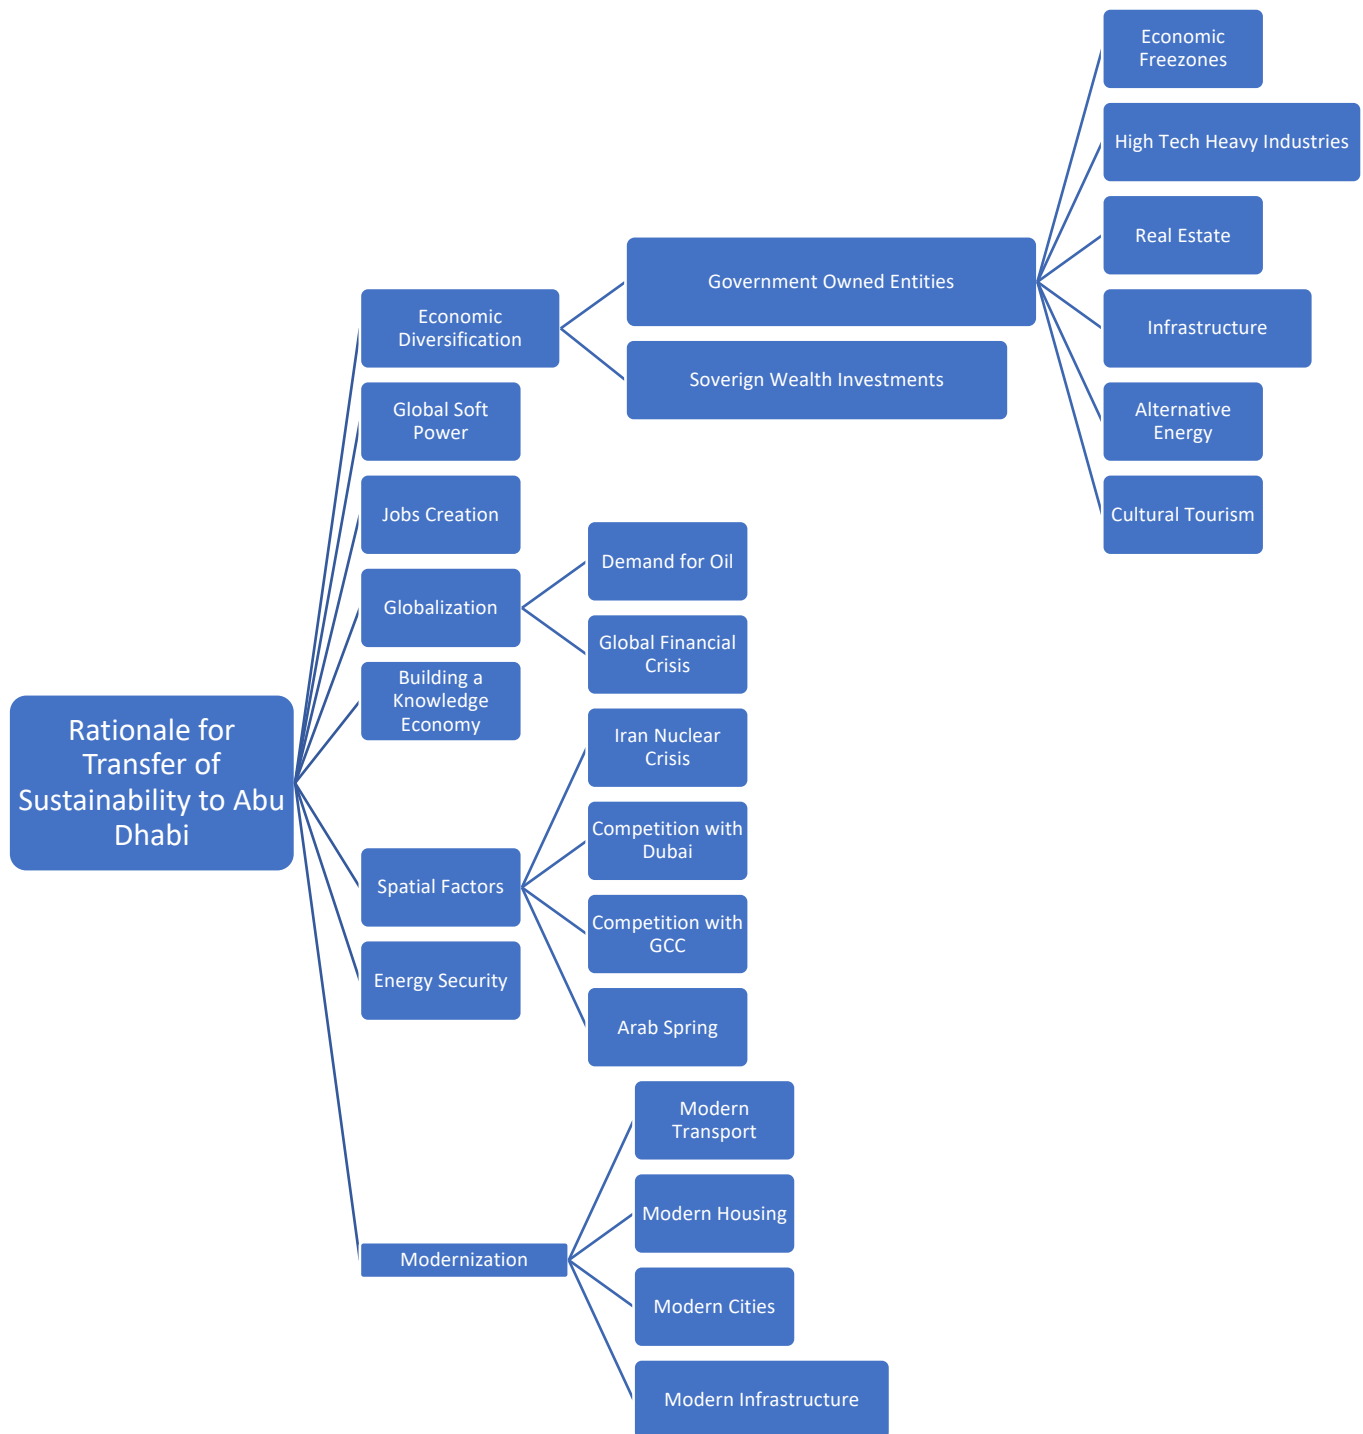 Rationale for
Transfer of
Sustainability to Abu
Dhabi
Economic
Diversification
Government Owned Entities
Economic
Freezones
High Tech Heavy Industries
Real Estate
Infrastructure
Alternative
Energy
Cultural Tourism
Soverign Wealth Investments
Global Soft
Power
Jobs Creation
Globalization
Demand for Oil
Global Financial
Crisis
Building a
Knowledge
Economy
Spatial Factors
Iran Nuclear
Crisis
Competition with
Dubai
Competition with
GCC
Arab Spring
Energy Security
Modernization
Modern
Transport
Modern Housing
Modern Cities
Modern Infrastructure